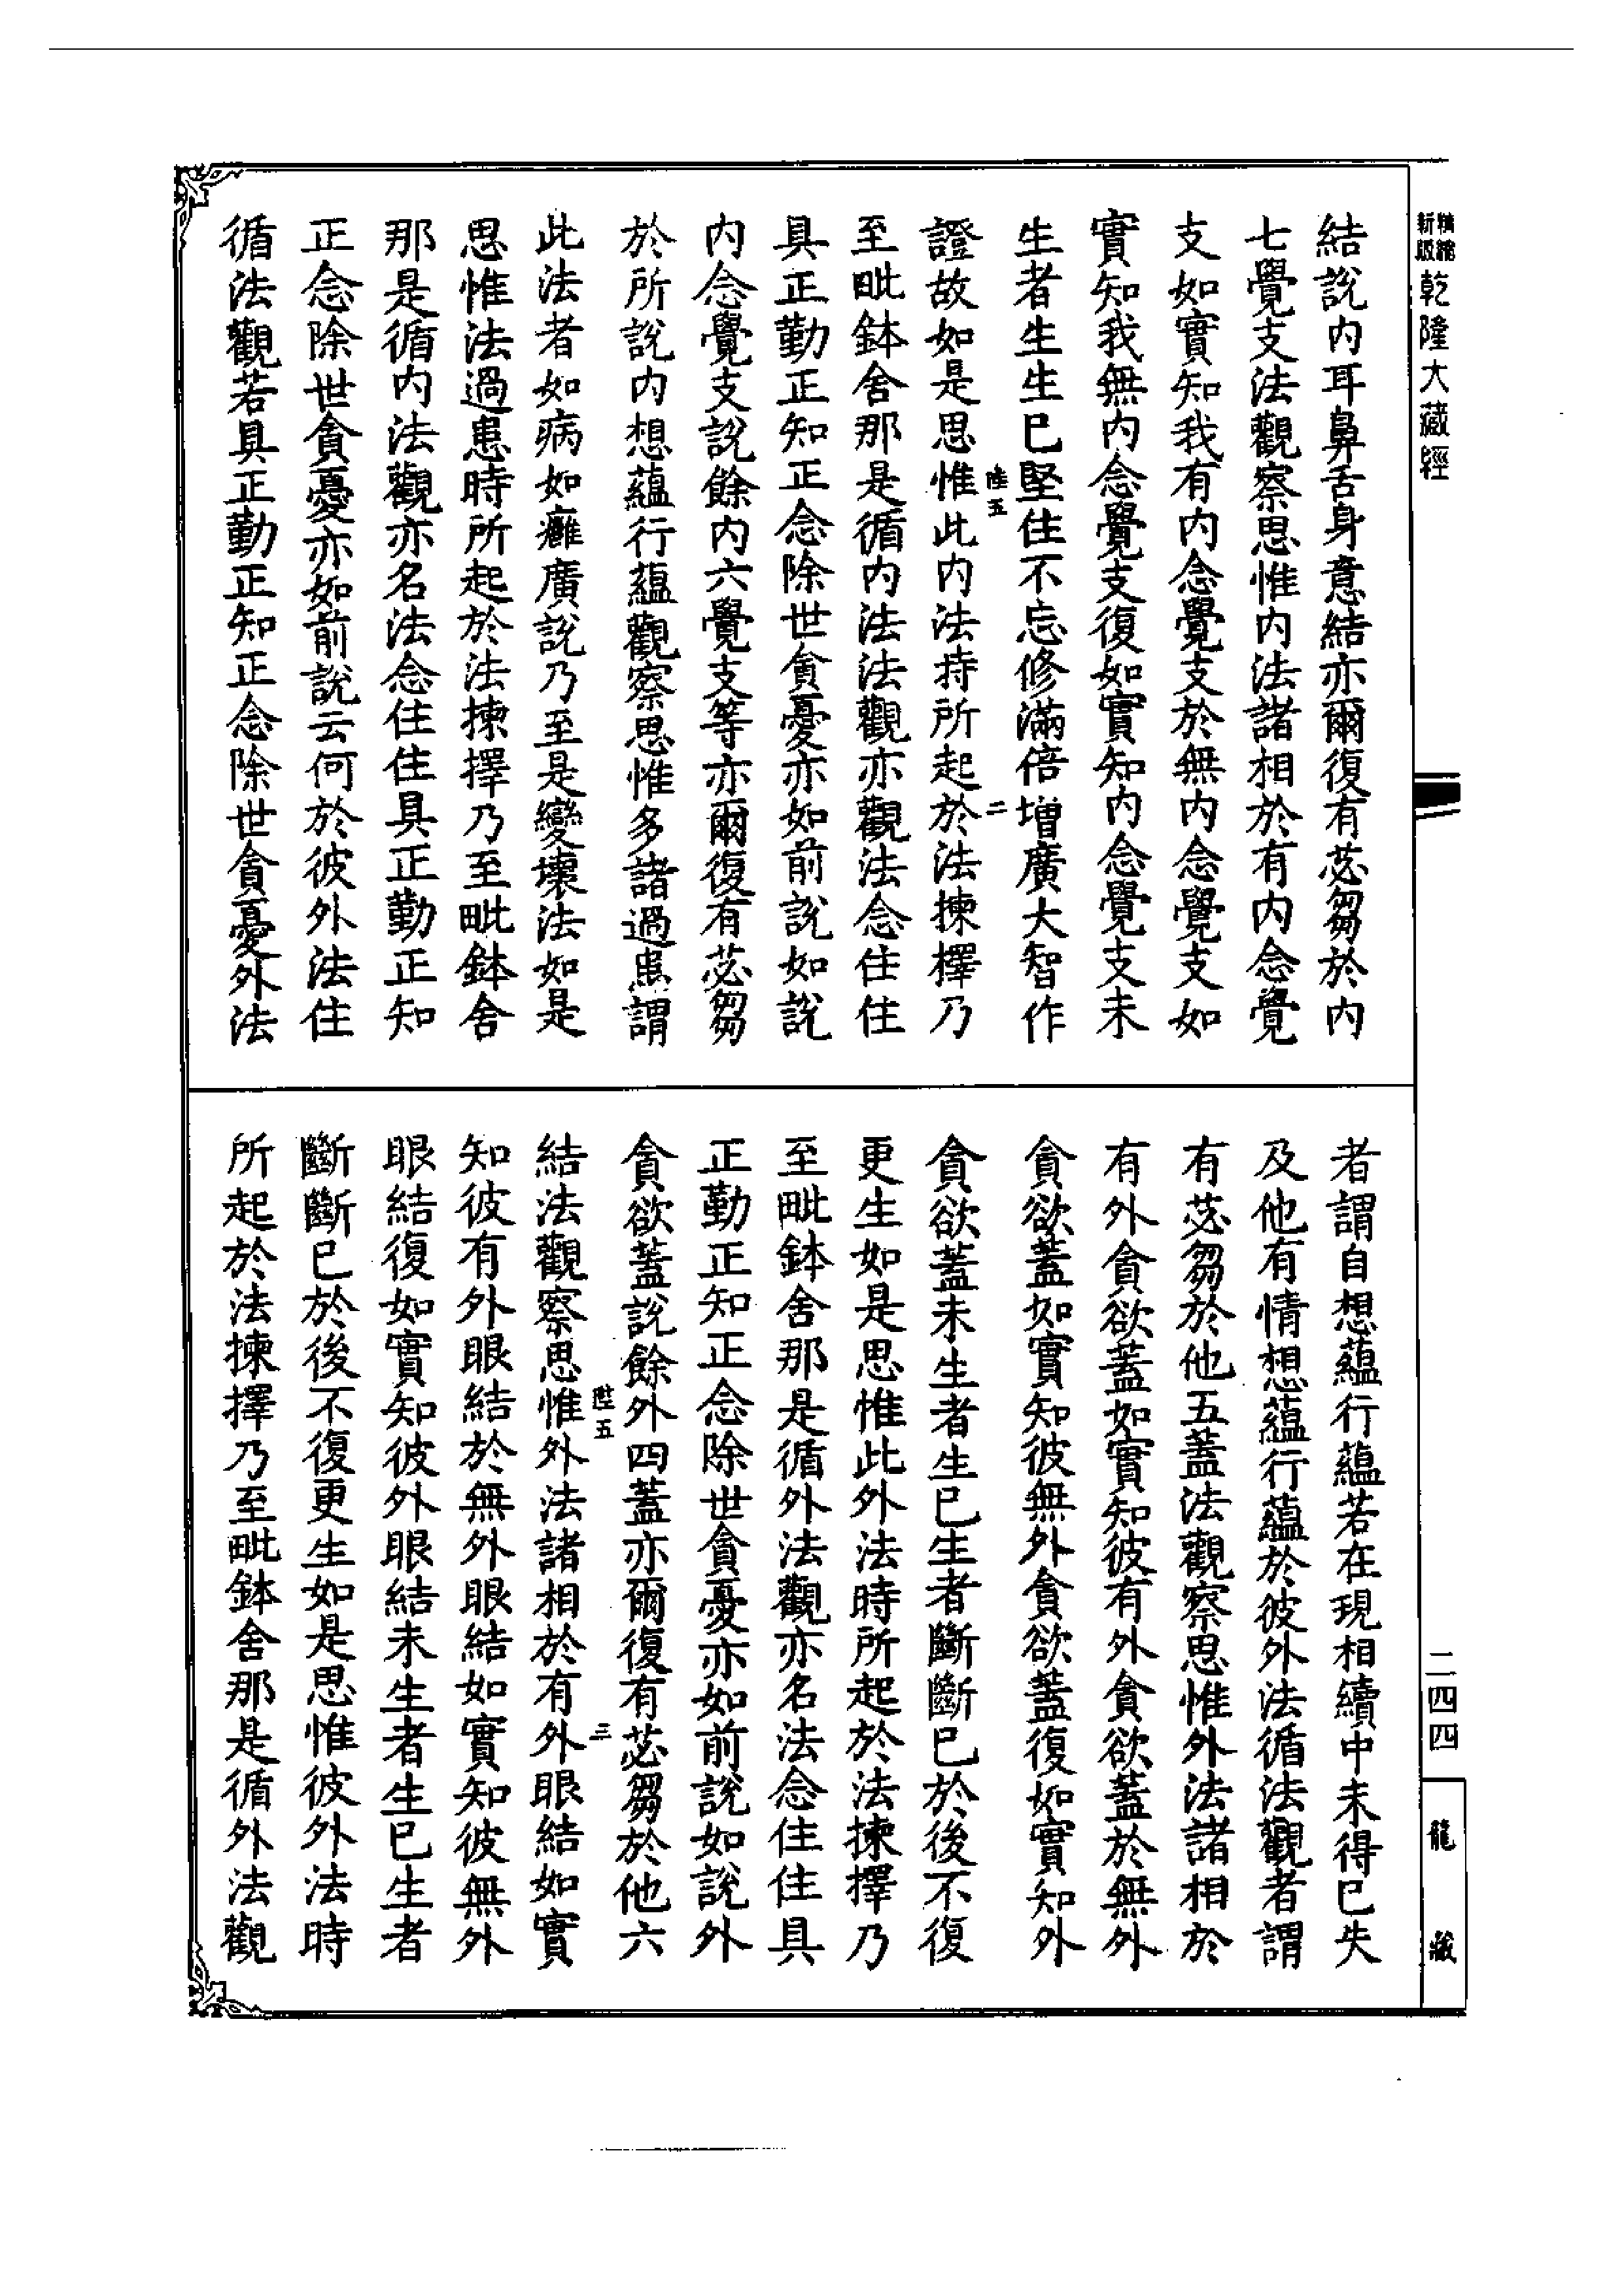 精縮新版乾隆大藏經
結說內耳鼻舌身意結亦爾復有苾芻於內
七覺支法觀察思惟內法諸相於有內念覺
支如實知我有內念覺支於無內念覺支如
實知我無內念覺支復如實知內念覺支未
生者生生已堅住不忘修滿倍增廣大智作
陸五 二
證故如是思惟此內法持所起於法揀擇乃
至毗鉢舍那是循內法法觀亦觀法念住住
具正勤正知正念除世貪憂亦如前說如說
內念覺支說餘內六覺支等亦爾復有苾芻
於所說內想蘊行蘊觀察思惟多諸過患謂
此法者如病如癰廣說乃至是變壞法如是
思惟法過患時所起於法揀擇乃至毗鉢舍
那是循內法觀亦名法念住住具正勤正知
正念除世貪憂亦如前說云何於彼外法住
循法觀若具正勤正知正念除世貪憂外法
者謂自想蘊行蘊若在現相續中未得已失
及他有情想蘊行蘊於彼外法循法觀者謂
有苾芻於他五蓋法觀察思惟外法諸相於
有外貪欲蓋如實知彼有外貪欲蓋於無外
貪欲蓋如實知彼無外貪欲蓋復如實知外
貪欲蓋未生者生已生者斷斷已於後不復
更生如是思惟此外法時所起於法揀擇乃
至毗鉢舍那是循外法觀亦名法念住住具
正勤正知正念除世貪憂亦如前說如說外
貪欲蓋說餘外四蓋亦爾復有苾芻於他六
陸五 三
結法觀察思惟外法諸相於有外眼結如實
知彼有外眼結於無外眼結如實知彼無外
眼結復如實知彼外眼結未生者生已生者
斷斷已於後不復更生如是思惟彼外法時
所起於法揀擇乃至毗鉢舍那是循外法觀
二四四
龍藏